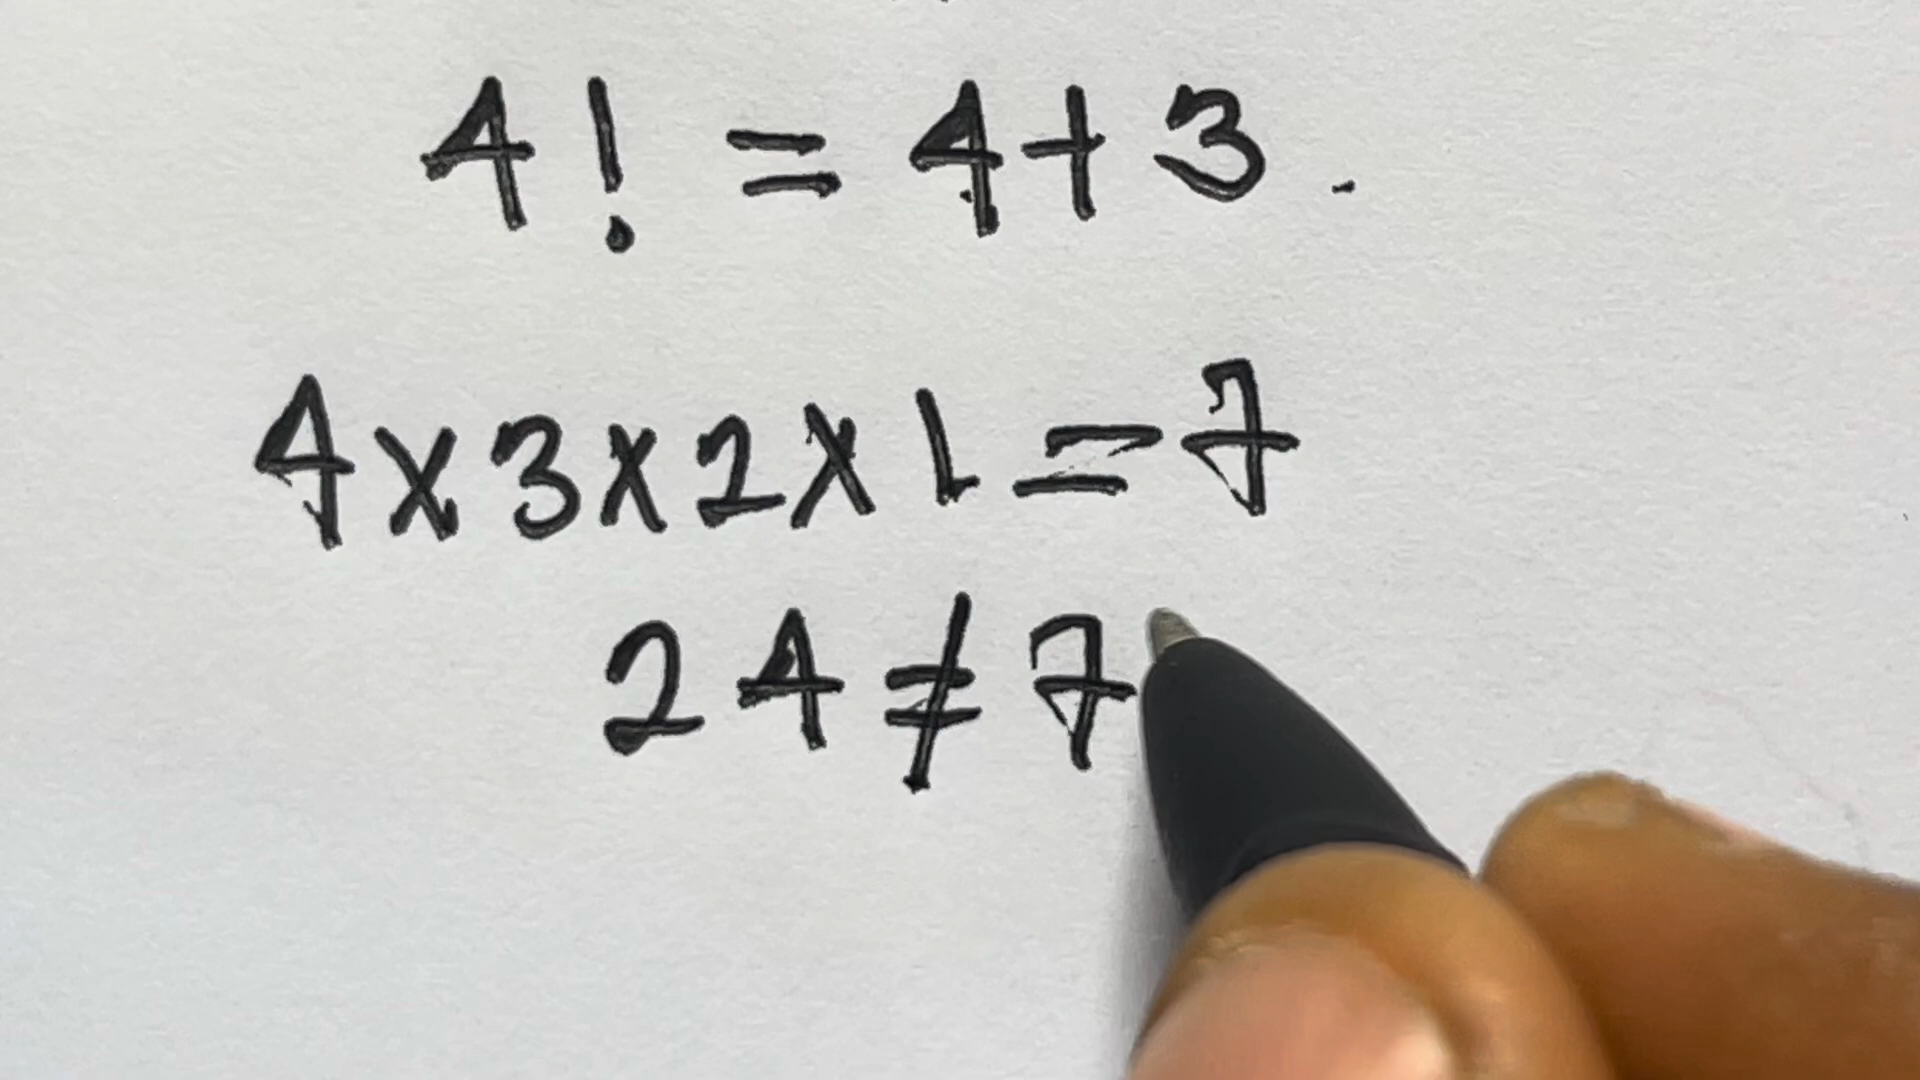 4! = 4+3.
4x3x2x1=7
24≠7